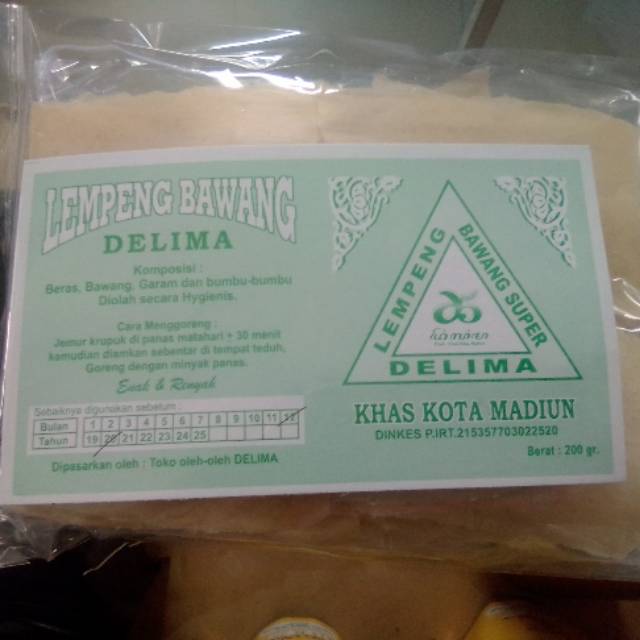 LEMPENG BAWANG
DELIMA
Komposisi :
Beras, Bawang, Garam dan bumbu-bumbu
Diolah secara Hygienis.
Cara Menggoreng :
Jemur krupuk di panas matahari ± 30 menit
kemudian diamkan sebentar di tempat teduh,
Goreng dengan minyak panas.
Enak & Renyah
Sebaiknya digunakan sebelum :
Bulan 1 2 3 4 5 6 7 8 9 10 11 12
Tahun 19 20 21 22 23 24 25
Dipasarkan oleh : Toko oleh-oleh DELIMA
LEMPENG
BAWANG SUPER
DELIMA
KHAS KOTA MADIUN
DINKES P.IRT.215357703022520
Berat : 200 gr.